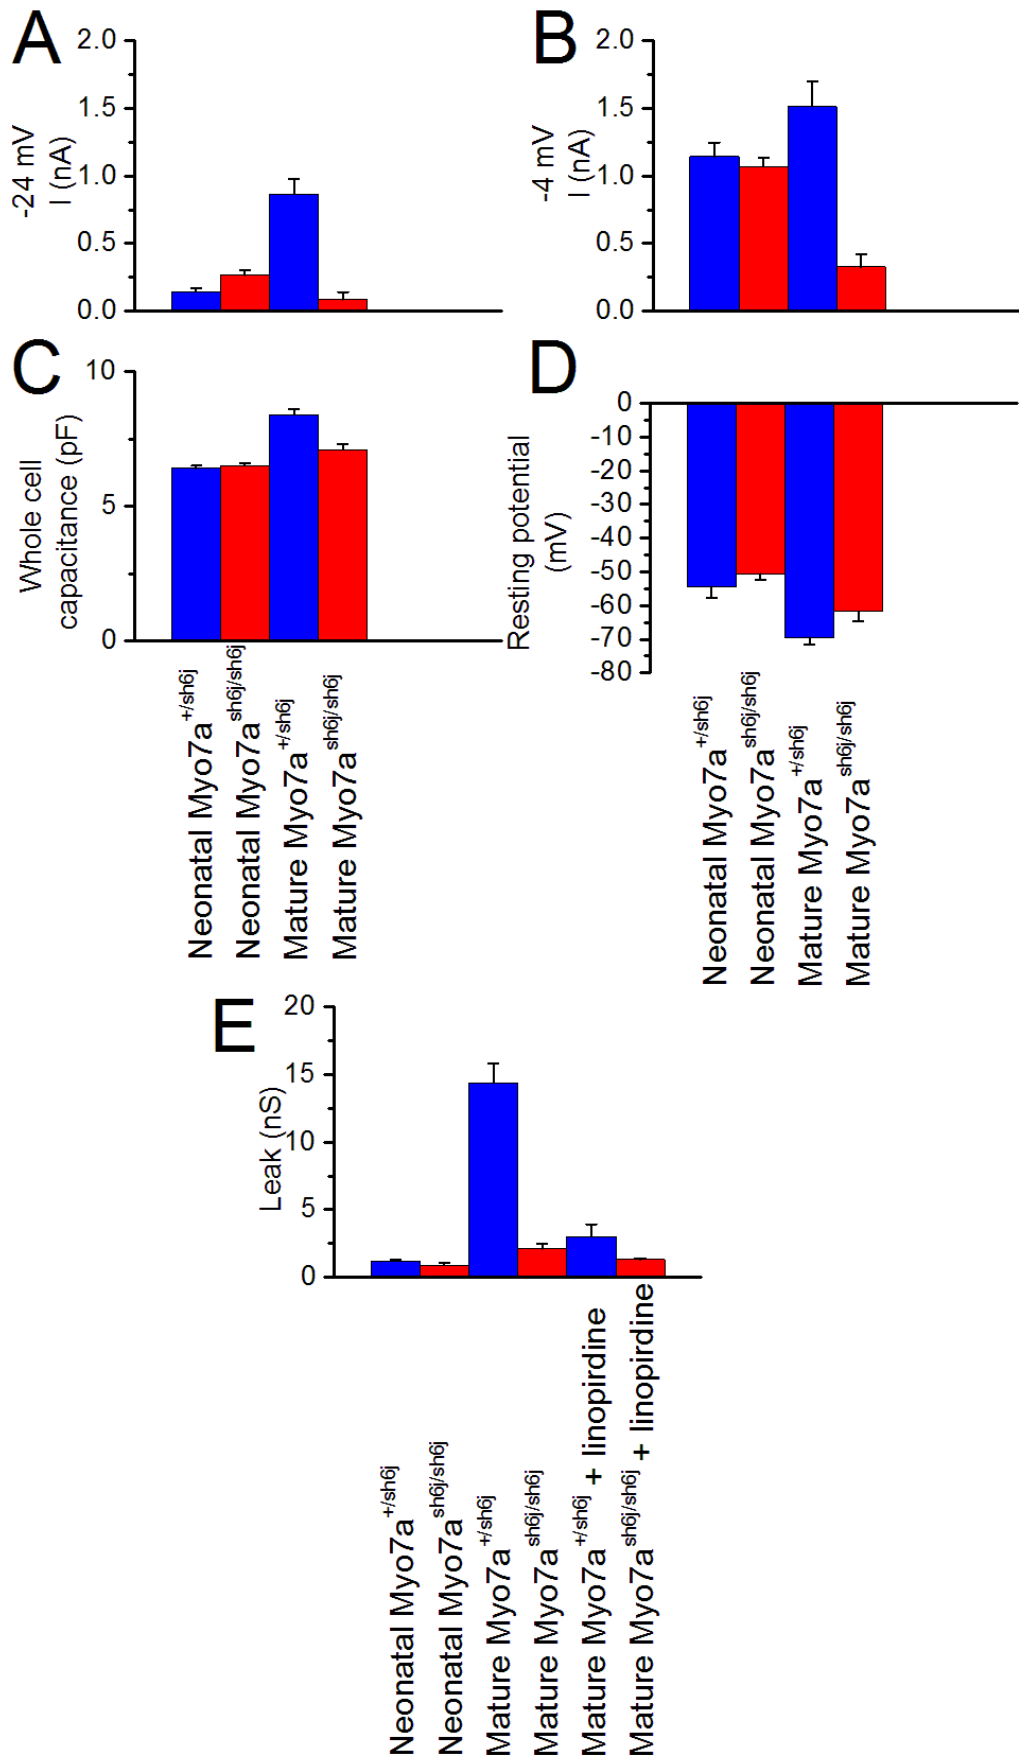 A
2.0
1.5
1.0
0.5
0.0
-24 mV
I (nA)
B
2.0
1.5
1.0
0.5
0.0
-4 mV
I (nA)
C
10
5
0
Whole cell
capacitance (pF)
Neonatal Myo7a+/sh6j
Neonatal Myo7ash6j/sh6j
Mature Myo7a+/sh6j
Mature Myo7ash6j/sh6j
D
0
-10
-20
-30
-40
-50
-60
-70
-80
Resting potential
(mV)
Neonatal Myo7a+/sh6j
Neonatal Myo7ash6j/sh6j
Mature Myo7a+/sh6j
Mature Myo7ash6j/sh6j
E
20
15
10
5
0
Leak (nS)
Neonatal Myo7a+/sh6j
Neonatal Myo7ash6j/sh6j
Mature Myo7a+/sh6j
Mature Myo7ash6j/sh6j
Mature Myo7a+/sh6j + linopirdine
Mature Myo7ash6j/sh6j + linopirdine